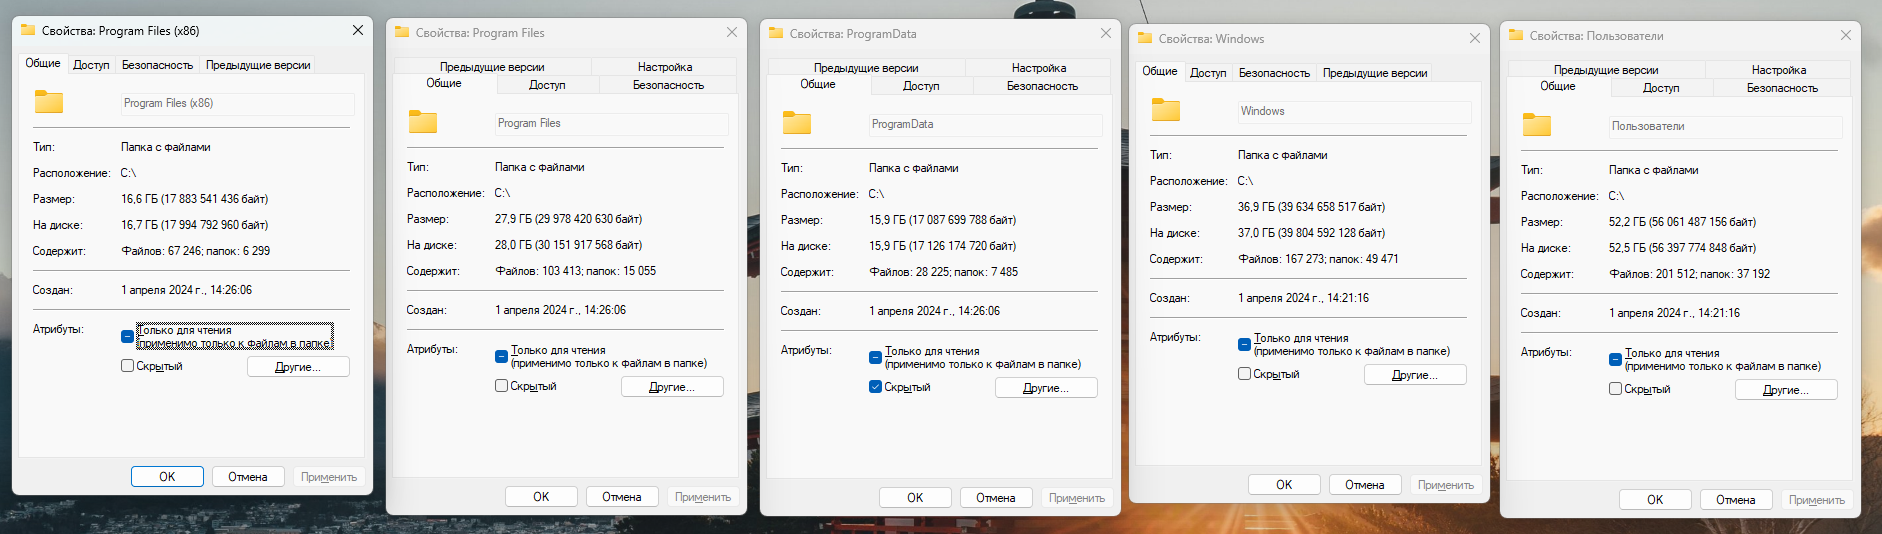 Свойства: Program Files (x86)
Общие Доступ Безопасность Предыдущие версии
Program Files (x86)
Тип: Папка с файлами
Расположение: C:\
Размер: 16,6 ГБ (17 883 541 436 байт)
На диске: 16,7 ГБ (17 994 792 960 байт)
Содержит: Файлов: 67 246; папок: 6 299
Создан: 1 апреля 2024 г., 14:26:06
Атрибуты: Только для чтения
(применимо только к файлам в папке)
Скрытый Другие...
OK Отмена Применить
Свойства: Program Files
Предыдущие версии Настройка
Общие Доступ Безопасность
Program Files
Тип: Папка с файлами
Расположение: C:\
Размер: 27,9 ГБ (29 978 420 630 байт)
На диске: 28,0 ГБ (30 151 917 568 байт)
Содержит: Файлов: 103 413; папок: 15 055
Создан: 1 апреля 2024 г., 14:26:06
Атрибуты: Только для чтения
(применимо только к файлам в папке)
Скрытый Другие...
OK Отмена Применить
Свойства: ProgramData
Предыдущие версии Настройка
Общие Доступ Безопасность
ProgramData
Тип: Папка с файлами
Расположение: C:\
Размер: 15,9 ГБ (17 087 699 788 байт)
На диске: 15,9 ГБ (17 126 174 720 байт)
Содержит: Файлов: 28 225; папок: 7 485
Создан: 1 апреля 2024 г., 14:26:06
Атрибуты: Только для чтения
(применимо только к файлам в папке)
Скрытый Другие...
OK Отмена Применить
Свойства: Windows
Общие Доступ Безопасность Предыдущие версии
Windows
Тип: Папка с файлами
Расположение: C:\
Размер: 36,9 ГБ (39 634 658 517 байт)
На диске: 37,0 ГБ (39 804 592 128 байт)
Содержит: Файлов: 167 273; папок: 49 471
Создан: 1 апреля 2024 г., 14:21:16
Атрибуты: Только для чтения
(применимо только к файлам в папке)
Скрытый Другие...
OK Отмена Применить
Свойства: Пользователи
Предыдущие версии Настройка
Общие Доступ Безопасность
Пользователи
Тип: Папка с файлами
Расположение: C:\
Размер: 52,2 ГБ (56 061 487 156 байт)
На диске: 52,5 ГБ (56 397 774 848 байт)
Содержит: Файлов: 201 512; папок: 37 192
Создан: 1 апреля 2024 г., 14:21:16
Атрибуты: Только для чтения
(применимо только к файлам в папке)
Скрытый Другие...
OK Отмена Применить